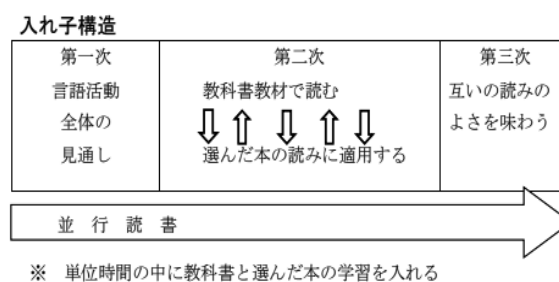 入れ子構造
第一次
言語活動
全体の
見通し
第二次
教科書教材で読む
選んだ本の読みに適用する
第三次
互いの読みの
よさを味わう
並行読書
※ 単位時間の中に教科書と選んだ本の学習を入れる